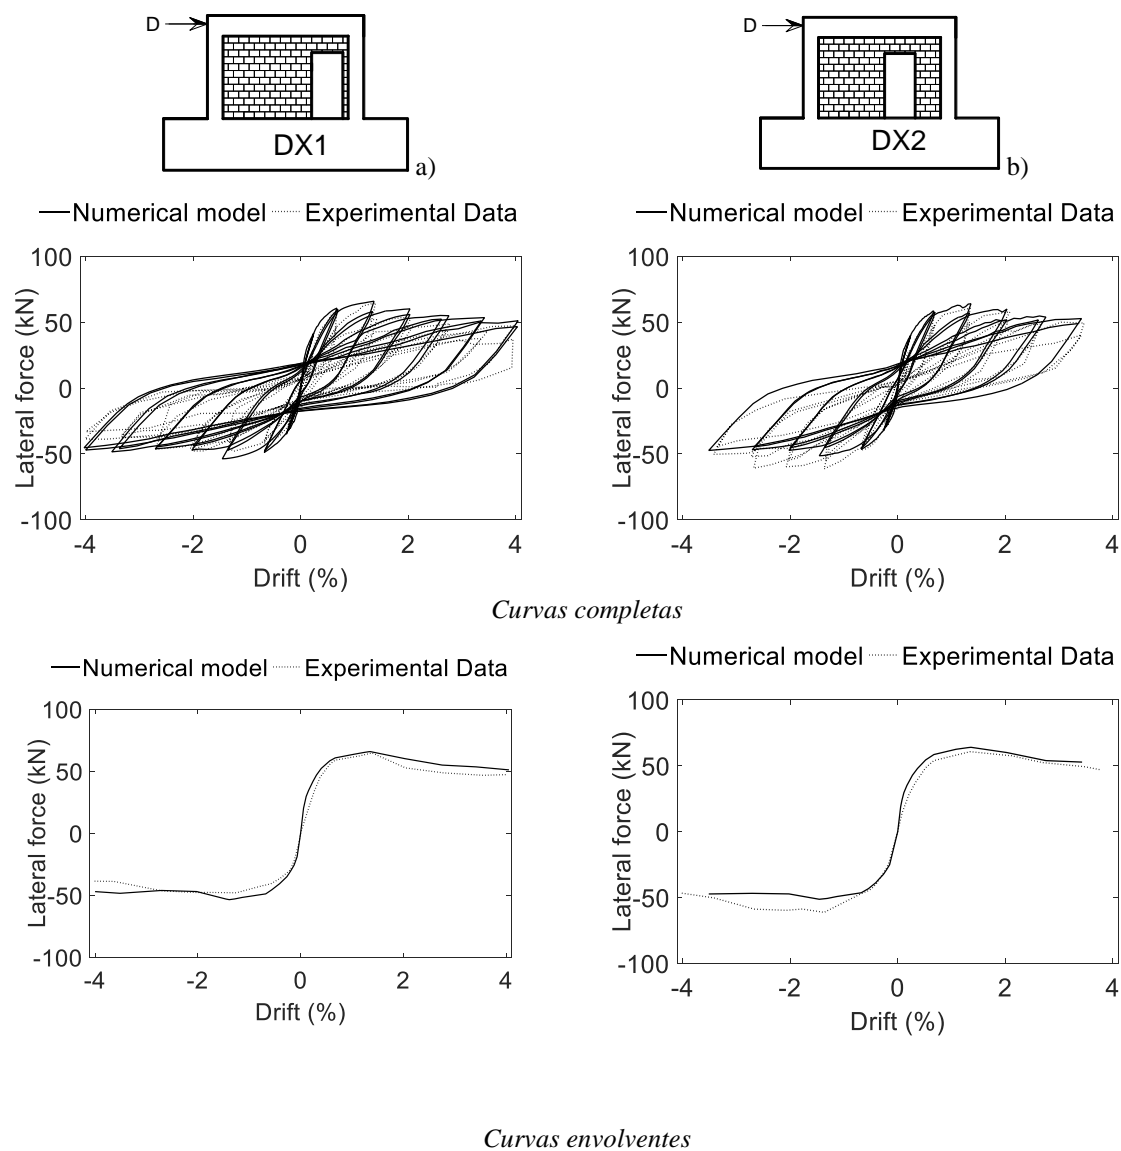 D
DX1
a)
D
DX2
b)
Numerical model Experimental Data
100
50
0
-50
-100
Lateral force (kN)
-4 -2 0 2 4
Drift (%)
Numerical model Experimental Data
100
50
0
-50
-100
Lateral force (kN)
-4 -2 0 2 4
Drift (%)
Curvas completas
Numerical model Experimental Data
100
50
0
-50
-100
Lateral force (kN)
-4 -2 0 2 4
Drift (%)
Numerical model Experimental Data
100
50
0
-50
-100
Lateral force (kN)
-4 -2 0 2 4
Drift (%)
Curvas envolventes